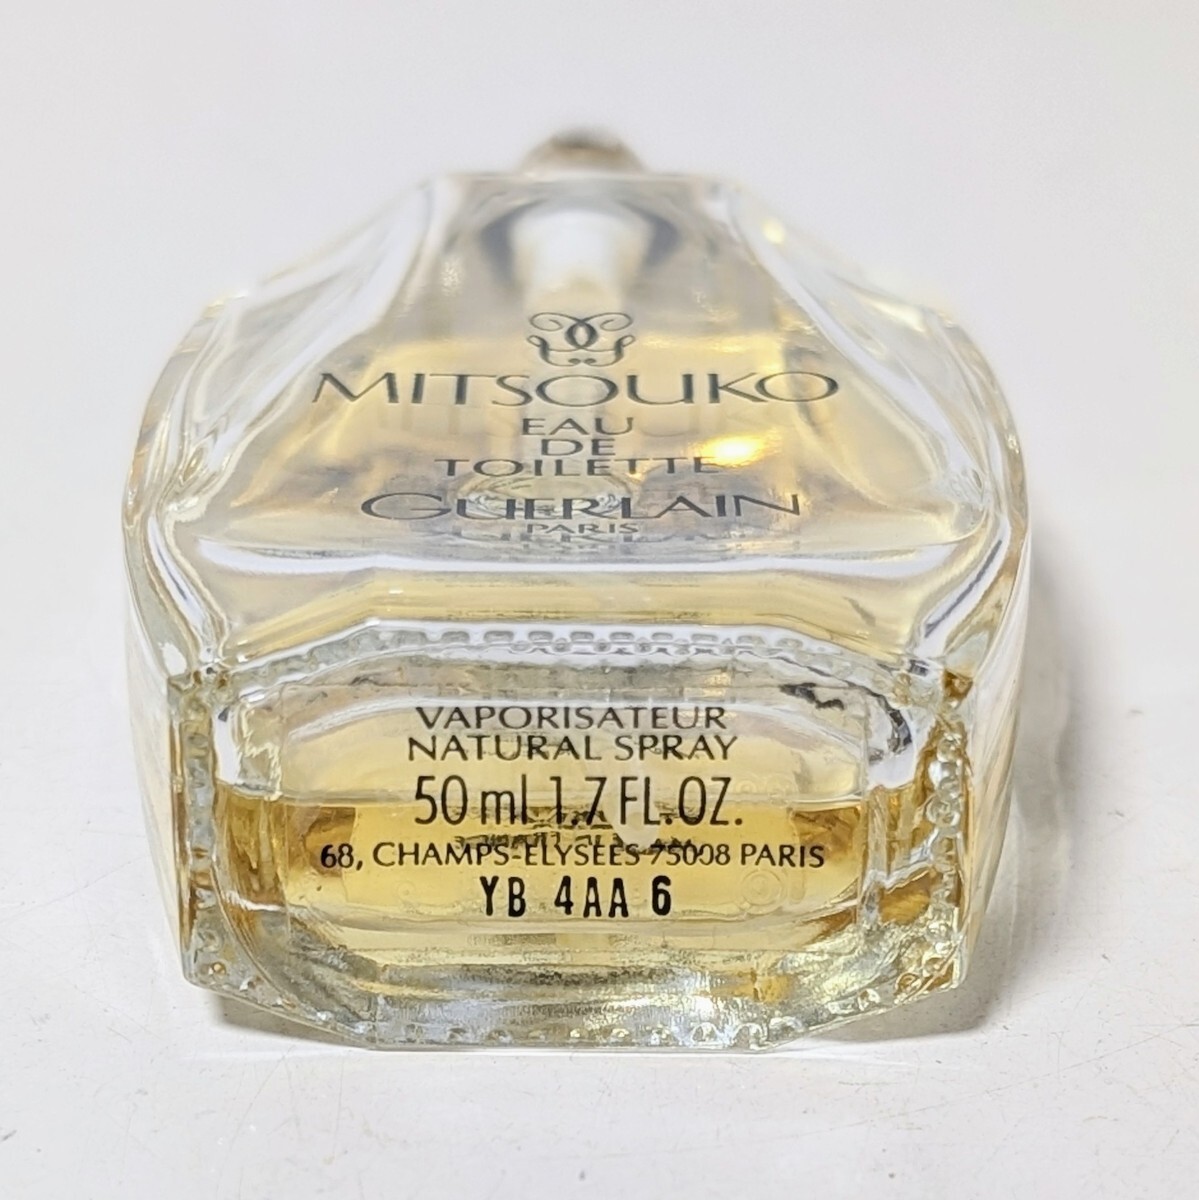 MITSOUKO
EAU
DE
TOILETTE
GUERLAIN
PARIS
VAPORISATEUR
NATURAL SPRAY
50 ml 1,7 FL.OZ.
68, CHAMPS-ELYSEES 75008 PARIS
YB 4AA 6